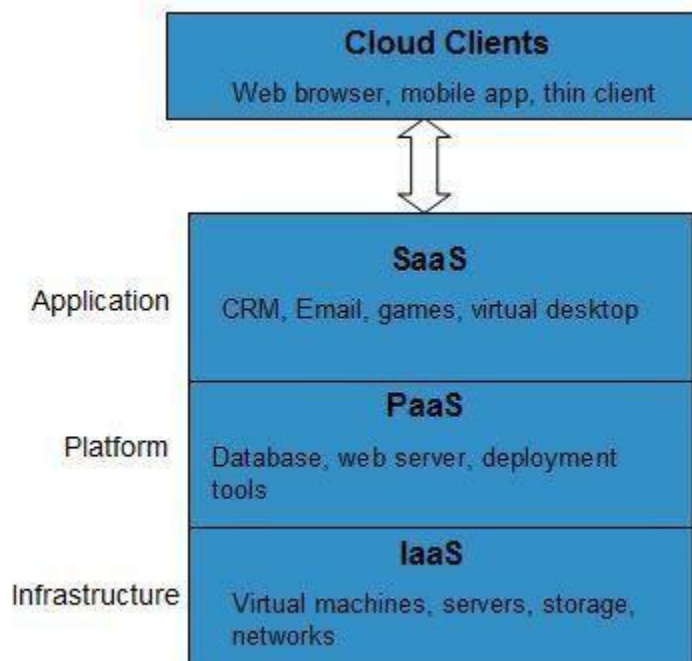 Cloud Clients
Web browser, mobile app, thin client
SaaS
Application
CRM, Email, games, virtual desktop
PaaS
Platform
Database, web server, deployment
tools
IaaS
Infrastructure
Virtual machines, servers, storage,
networks